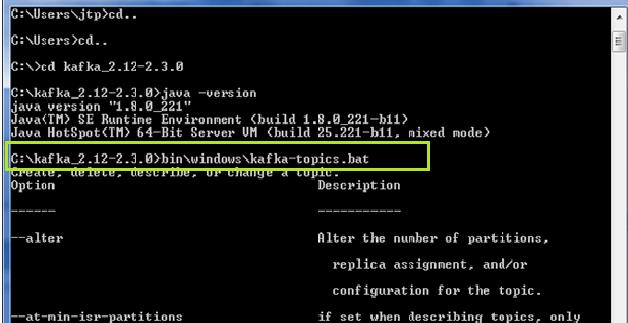 C:\Users\jtp>cd..
C:\Users>cd..
C:\>cd kafka_2.12-2.3.0
C:\kafka_2.12-2.3.0>java -version
java version "1.8.0_221"
Java(TM) SE Runtime Environment (build 1.8.0_221-b11)
Java HotSpot(TM) 64-Bit Server VM (build 25.221-b11, mixed mode)
C:\kafka_2.12-2.3.0>bin\windows\kafka-topics.bat
Create, delete, describe, or change a topic.
Option Description
------ -----------
--alter Alter the number of partitions,
replica assignment, and/or
configuration for the topic.
--at-min-isr-partitions if set when describing topics, only